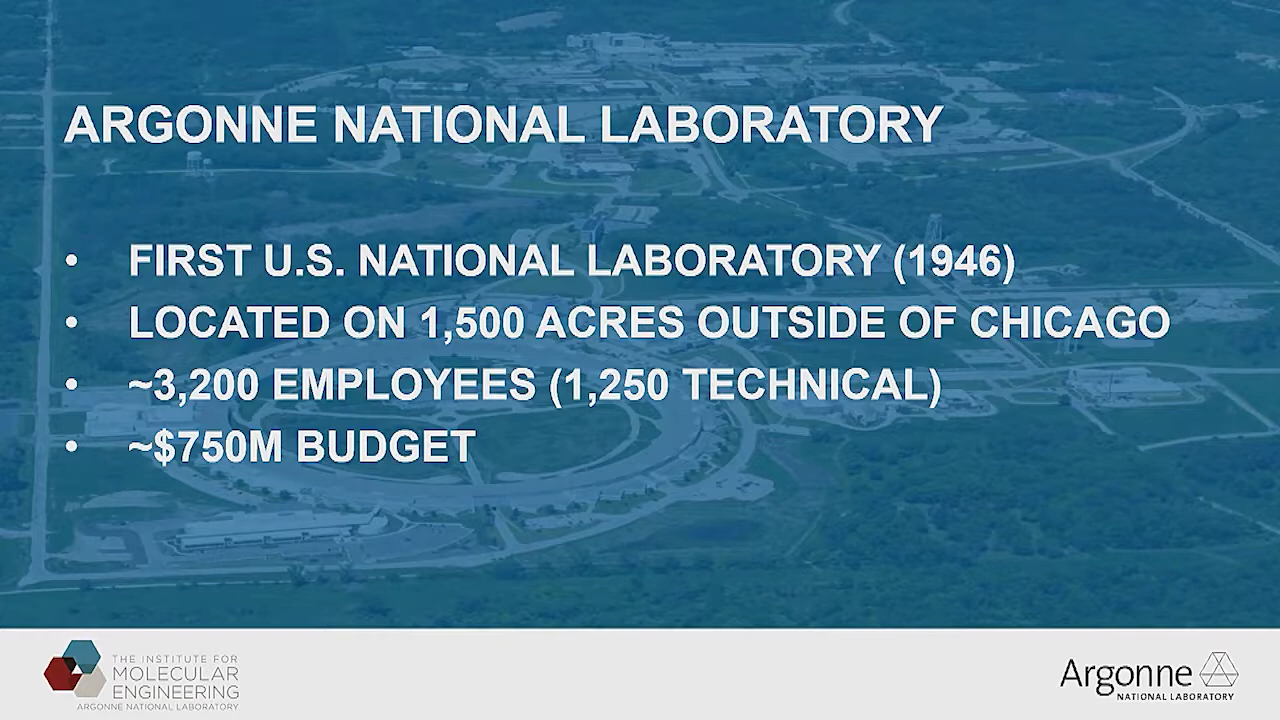 ARGONNE NATIONAL LABORATORY
• FIRST U.S. NATIONAL LABORATORY (1946)
• LOCATED ON 1,500 ACRES OUTSIDE OF CHICAGO
• ~3,200 EMPLOYEES (1,250 TECHNICAL)
• ~$750M BUDGET
THE INSTITUTE FOR
MOLECULAR
ENGINEERING
ARGONNE NATIONAL LABORATORY
Argonne
NATIONAL LABORATORY